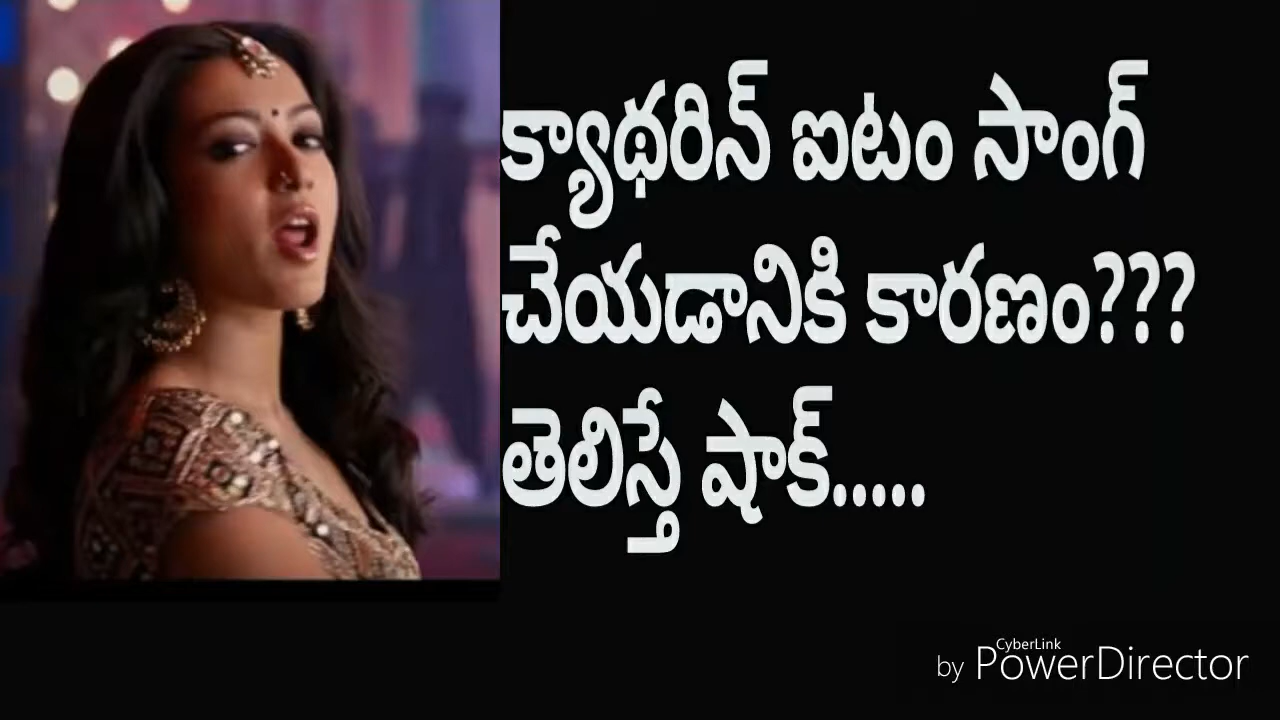 క్యాథరిన్ ఐటం సాంగ్
చేయడానికి కారణం???
తెలిస్తే షాక్.....
CyberLink
by PowerDirector